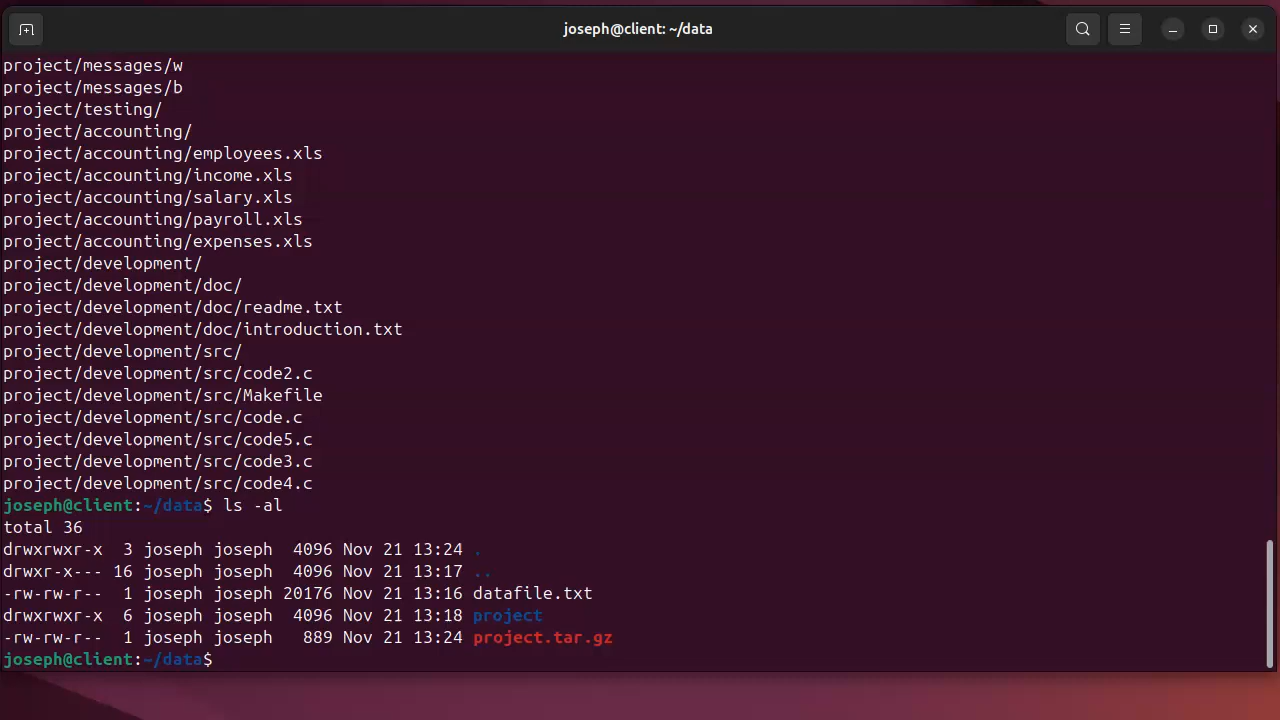 joseph@client: ~/data
project/messages/w
project/messages/b
project/testing/
project/accounting/
project/accounting/employees.xls
project/accounting/income.xls
project/accounting/salary.xls
project/accounting/payroll.xls
project/accounting/expenses.xls
project/development/
project/development/doc/
project/development/doc/readme.txt
project/development/doc/introduction.txt
project/development/src/
project/development/src/code2.c
project/development/src/Makefile
project/development/src/code.c
project/development/src/code5.c
project/development/src/code3.c
project/development/src/code4.c
joseph@client:~/data$ ls -al
total 36
drwxrwxr-x  3 joseph joseph  4096 Nov 21 13:24 .
drwxr-x--- 16 joseph joseph  4096 Nov 21 13:17 ..
-rw-rw-r--  1 joseph joseph 20176 Nov 21 13:16 datafile.txt
drwxrwxr-x  6 joseph joseph  4096 Nov 21 13:18 project
-rw-rw-r--  1 joseph joseph   889 Nov 21 13:24 project.tar.gz
joseph@client:~/data$